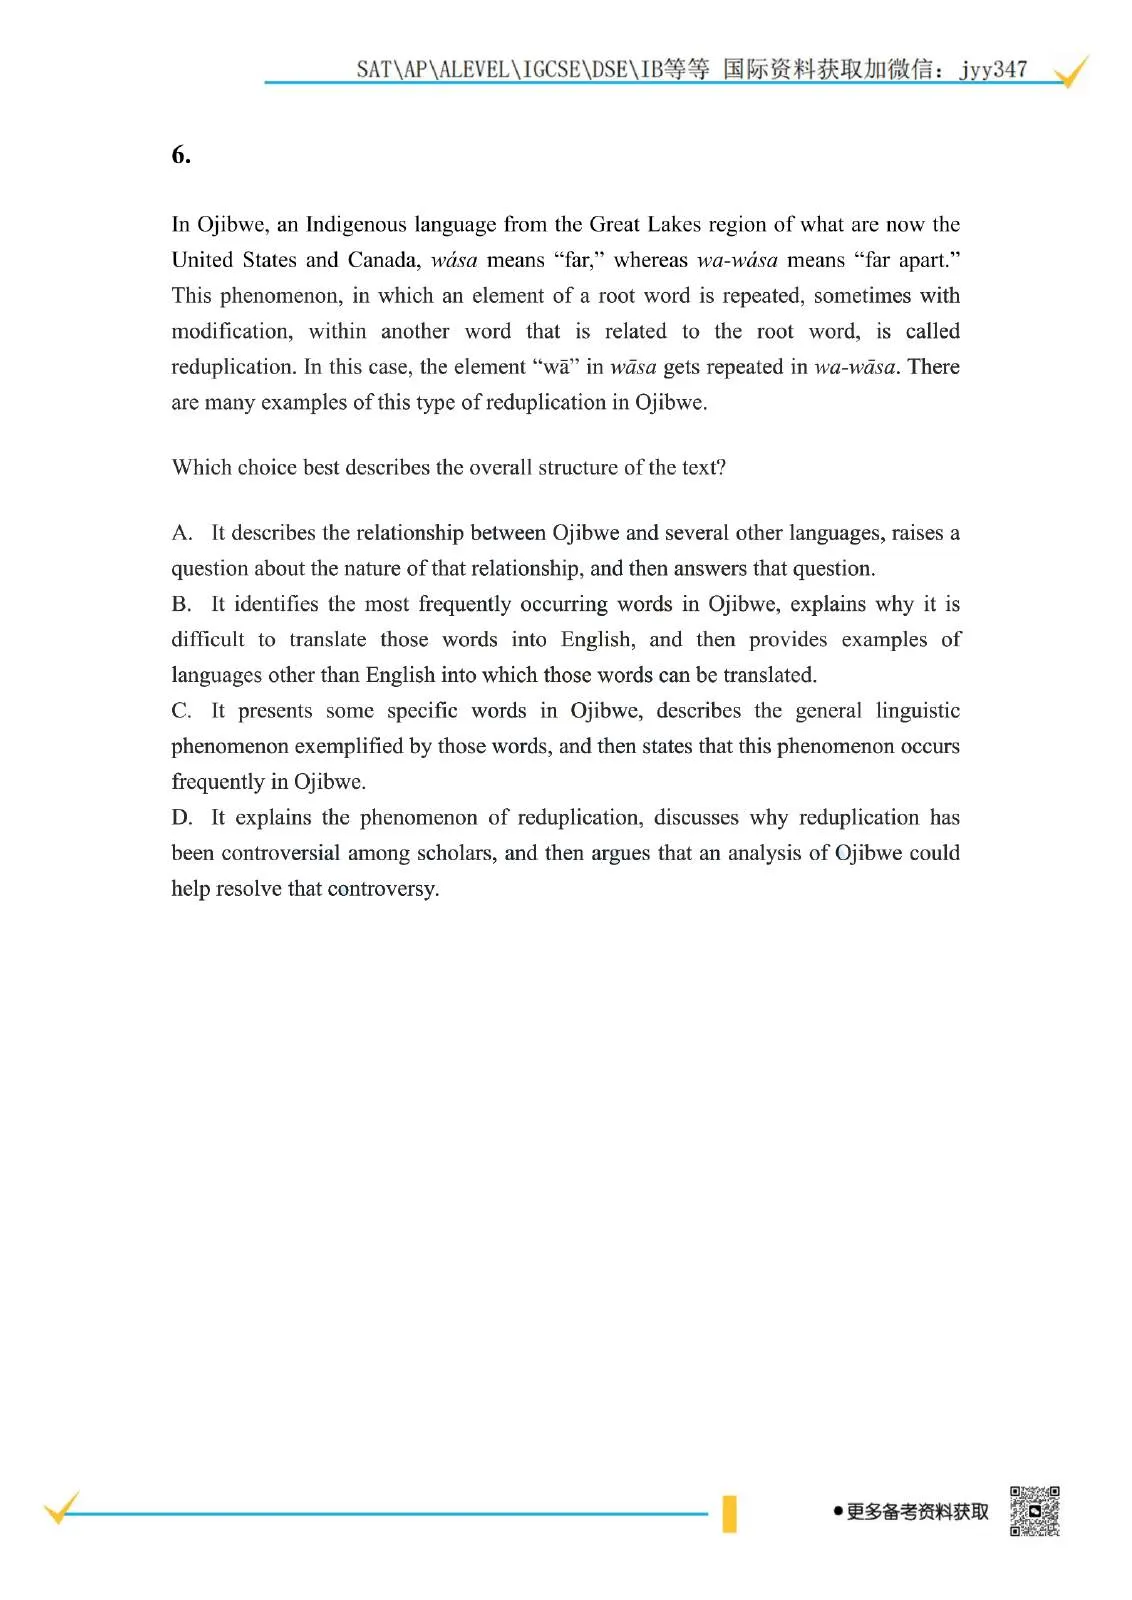 SAT\AP\ALEVEL\IGCSE\DSE\IB等等 国际资料获取加微信：jyy347
6.
In Ojibwe, an Indigenous language from the Great Lakes region of what are now the
United States and Canada, wása means “far,” whereas wa-wása means “far apart.”
This phenomenon, in which an element of a root word is repeated, sometimes with
modification, within another word that is related to the root word, is called
reduplication. In this case, the element “wā” in wāsa gets repeated in wa-wāsa. There
are many examples of this type of reduplication in Ojibwe.
Which choice best describes the overall structure of the text?
A. It describes the relationship between Ojibwe and several other languages, raises a
question about the nature of that relationship, and then answers that question.
B. It identifies the most frequently occurring words in Ojibwe, explains why it is
difficult to translate those words into English, and then provides examples of
languages other than English into which those words can be translated.
C. It presents some specific words in Ojibwe, describes the general linguistic
phenomenon exemplified by those words, and then states that this phenomenon occurs
frequently in Ojibwe.
D. It explains the phenomenon of reduplication, discusses why reduplication has
been controversial among scholars, and then argues that an analysis of Ojibwe could
help resolve that controversy.
●更多备考资料获取